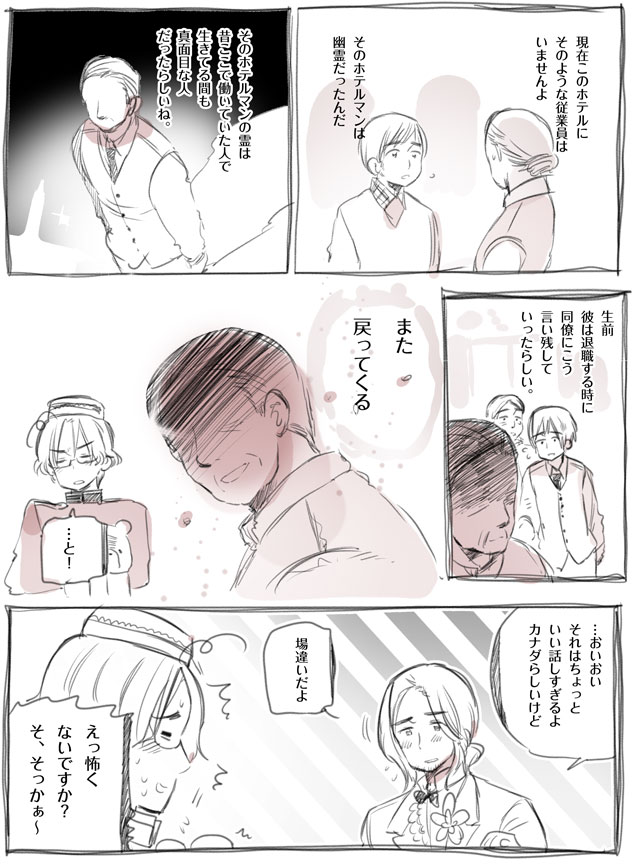 現在このホテルに
そのような従業員は
いませんよ
そのホテルマンは
幽霊だったんだ
そのホテルマンの霊は
昔ここで働いていた人で
生きてる間も
真面目な人
だったらしいね。
生前
彼は退職する時に
同僚にこう
言い残して
いったらしい。
また
戻ってくる
…と！
…おいおい
それはちょっと
いい話しすぎるよ
カナダらしいけど
場違いだよ
えっ怖く
ないですか？
そ、そっかぁ～